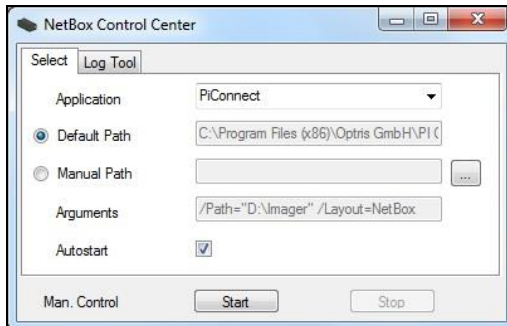 NetBox Control Center
Select Log Tool
Application PiConnect
Default Path C:\Program Files (x86)\Optris GmbH\PI C
Manual Path ...
Arguments /Path="D:\Imager" /Layout=NetBox
Autostart
Man. Control Start Stop